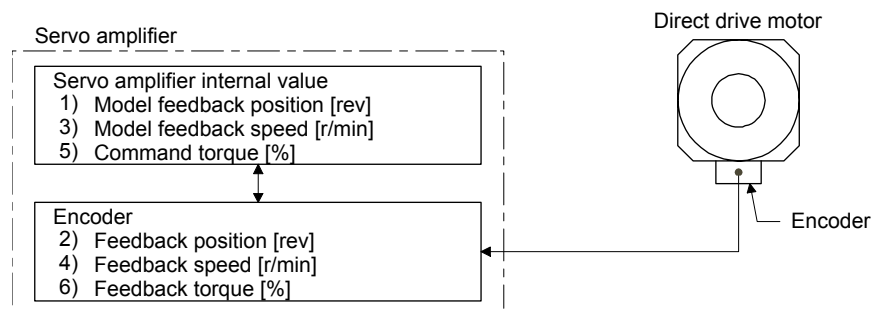 Servo amplifier
Servo amplifier internal value
1) Model feedback position [rev]
3) Model feedback speed [r/min]
5) Command torque [%]
Encoder
2) Feedback position [rev]
4) Feedback speed [r/min]
6) Feedback torque [%]
Direct drive motor
Encoder